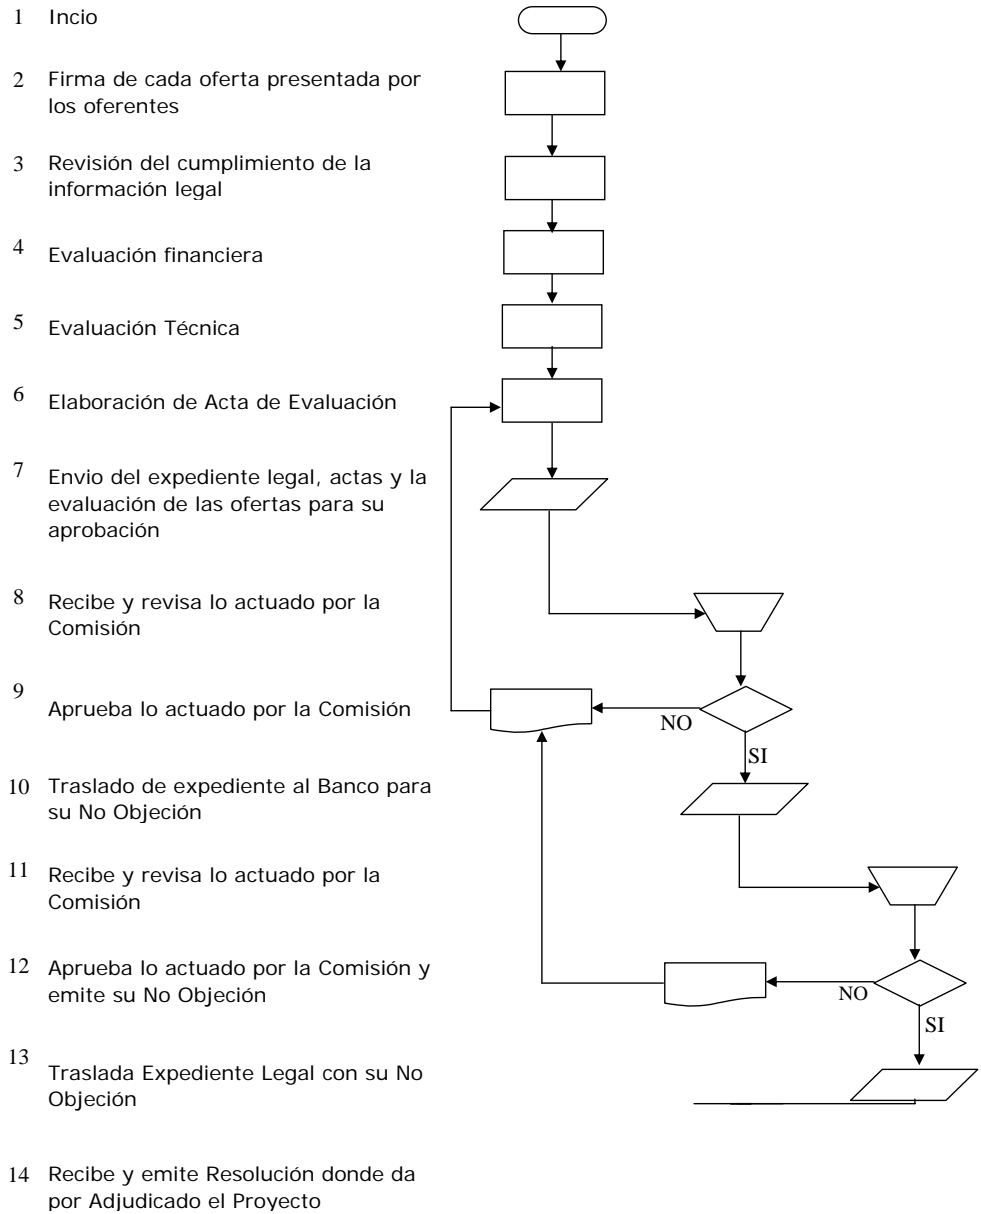 1 Incio
2 Firma de cada oferta presentada por
los oferentes
3 Revisión del cumplimiento de la
información legal
4 Evaluación financiera
5 Evaluación Técnica
6 Elaboración de Acta de Evaluación
7 Envio del expediente legal, actas y la
evaluación de las ofertas para su
aprobación
8 Recibe y revisa lo actuado por la
Comisión
9 Aprueba lo actuado por la Comisión
NO
SI
10 Traslado de expediente al Banco para
su No Objeción
11 Recibe y revisa lo actuado por la
Comisión
12 Aprueba lo actuado por la Comisión y
emite su No Objeción
NO
SI
13 Traslada Expediente Legal con su No
Objeción
14 Recibe y emite Resolución donde da
por Adjudicado el Proyecto